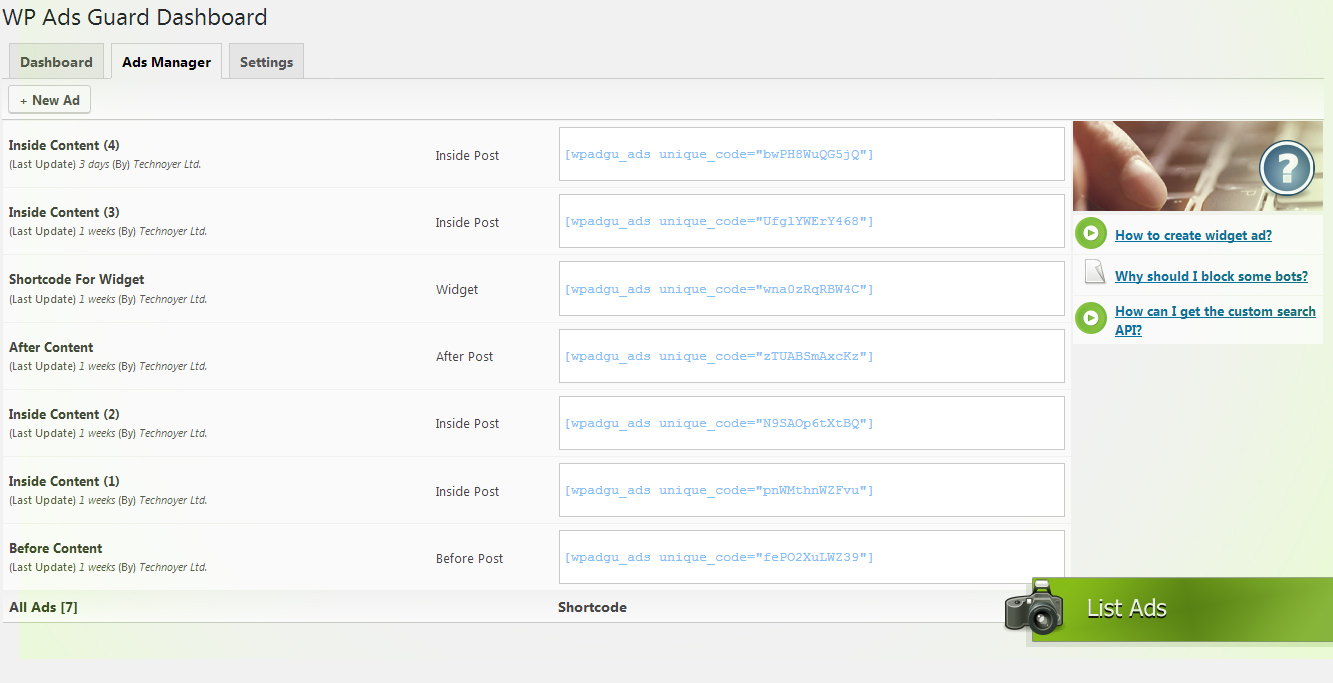 WP Ads Guard Dashboard
Dashboard
Ads Manager
Settings
+ New Ad
Inside Content (4)
(Last Update) 3 days (By) Technoyer Ltd.
Inside Post
[wpadgu_ads unique_code="bwPH8WuQG5jQ"]
Inside Content (3)
(Last Update) 1 weeks (By) Technoyer Ltd.
Inside Post
[wpadgu_ads unique_code="UfglYWErY468"]
Shortcode For Widget
(Last Update) 1 weeks (By) Technoyer Ltd.
Widget
[wpadgu_ads unique_code="wna0zRqRBW4C"]
After Content
(Last Update) 1 weeks (By) Technoyer Ltd.
After Post
[wpadgu_ads unique_code="zTUABSmAxcKz"]
Inside Content (2)
(Last Update) 1 weeks (By) Technoyer Ltd.
Inside Post
[wpadgu_ads unique_code="N9SAOp6tXtBQ"]
Inside Content (1)
(Last Update) 1 weeks (By) Technoyer Ltd.
Inside Post
[wpadgu_ads unique_code="pnWMthnWZFvu"]
Before Content
(Last Update) 1 weeks (By) Technoyer Ltd.
Before Post
[wpadgu_ads unique_code="fePO2XuLWZ39"]
All Ads [7]
Shortcode
?
How to create widget ad?
Why should I block some bots?
How can I get the custom search
API?
List Ads